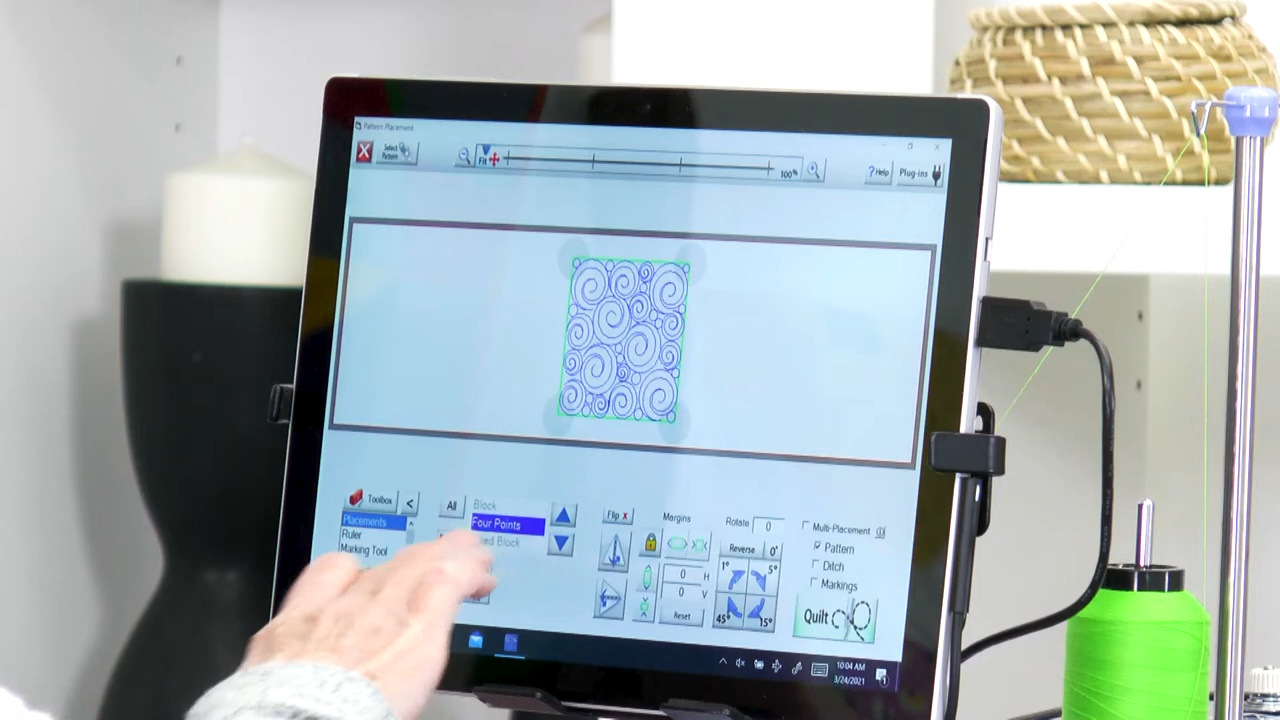 Pattern Placement
Select
Pattern
Fit
100%
? Help
Plug-ins
Toolbox
<
All
Block
Four Points
Block
Placements
Ruler
Marking Tool
Flip X
Margins
0 H
0 V
Reset
Rotate 0
Reverse 0°
1° 5°
45° 15°
Multi-Placement
Pattern
Ditch
Markings
Quilt
10:04 AM
3/24/2021
1